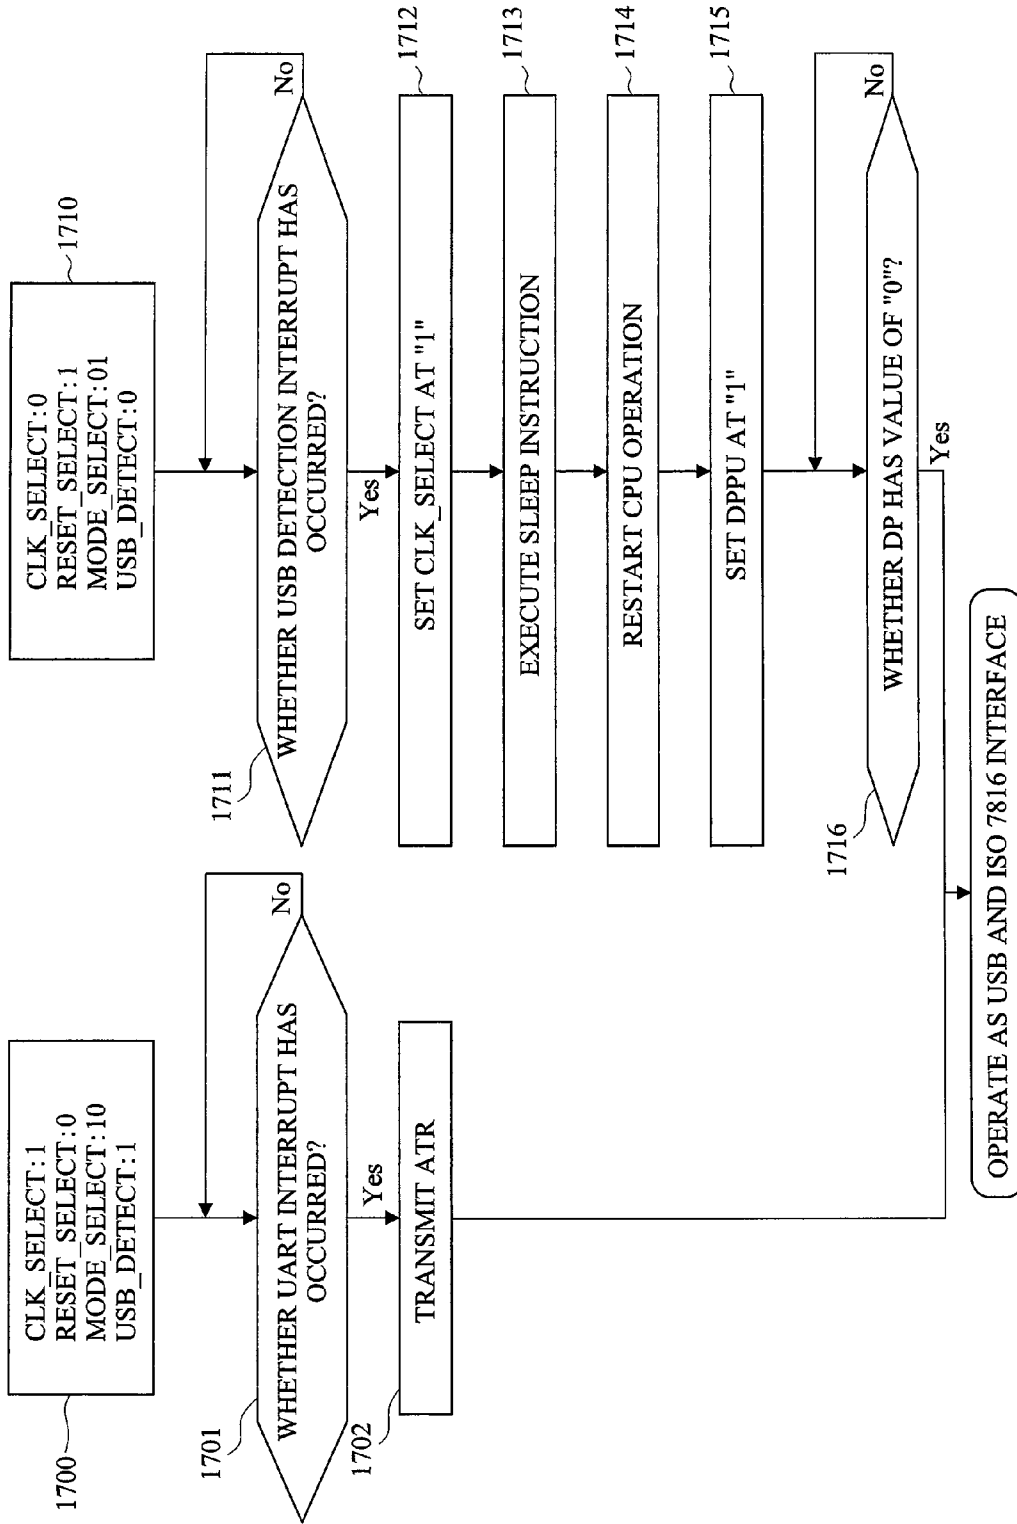 1700
CLK_SELECT:1
RESET_SELECT:0
MODE_SELECT:10
USB_DETECT:1
1701
WHETHER UART INTERRUPT HAS
OCCURRED?
No
Yes
1702
TRANSMIT ATR
1710
CLK_SELECT:0
RESET_SELECT:1
MODE_SELECT:01
USB_DETECT:0
1711
WHETHER USB DETECTION INTERRUPT HAS
OCCURRED?
No
Yes
1712
SET CLK_SELECT AT "1"
1713
EXECUTE SLEEP INSTRUCTION
1714
RESTART CPU OPERATION
1715
SET DPPU AT "1"
1716
WHETHER DP HAS VALUE OF "0"?
No
Yes
OPERATE AS USB AND ISO 7816 INTERFACE